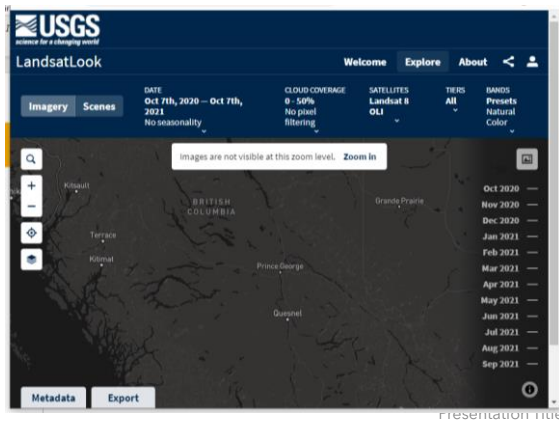 USGS
science for a changing world
LandsatLook
Welcome Explore About
Imagery Scenes
DATE
Oct 7th, 2020 — Oct 7th,
2021
No seasonality
CLOUD COVERAGE
0 - 50%
No pixel
filtering
SATELLITES
Landsat 8
OLI
TIERS
All
BANDS
Presets
Natural
Color
Images are not visible at this zoom level. Zoom in
+
−
Kitsault
BRITISH
COLUMBIA
Grande Prairie
Terrace
Kitimat
Prince George
Quesnel
Oct 2020
Nov 2020
Dec 2020
Jan 2021
Feb 2021
Mar 2021
Apr 2021
May 2021
Jun 2021
Jul 2021
Aug 2021
Sep 2021
Metadata Export
Presentation Title